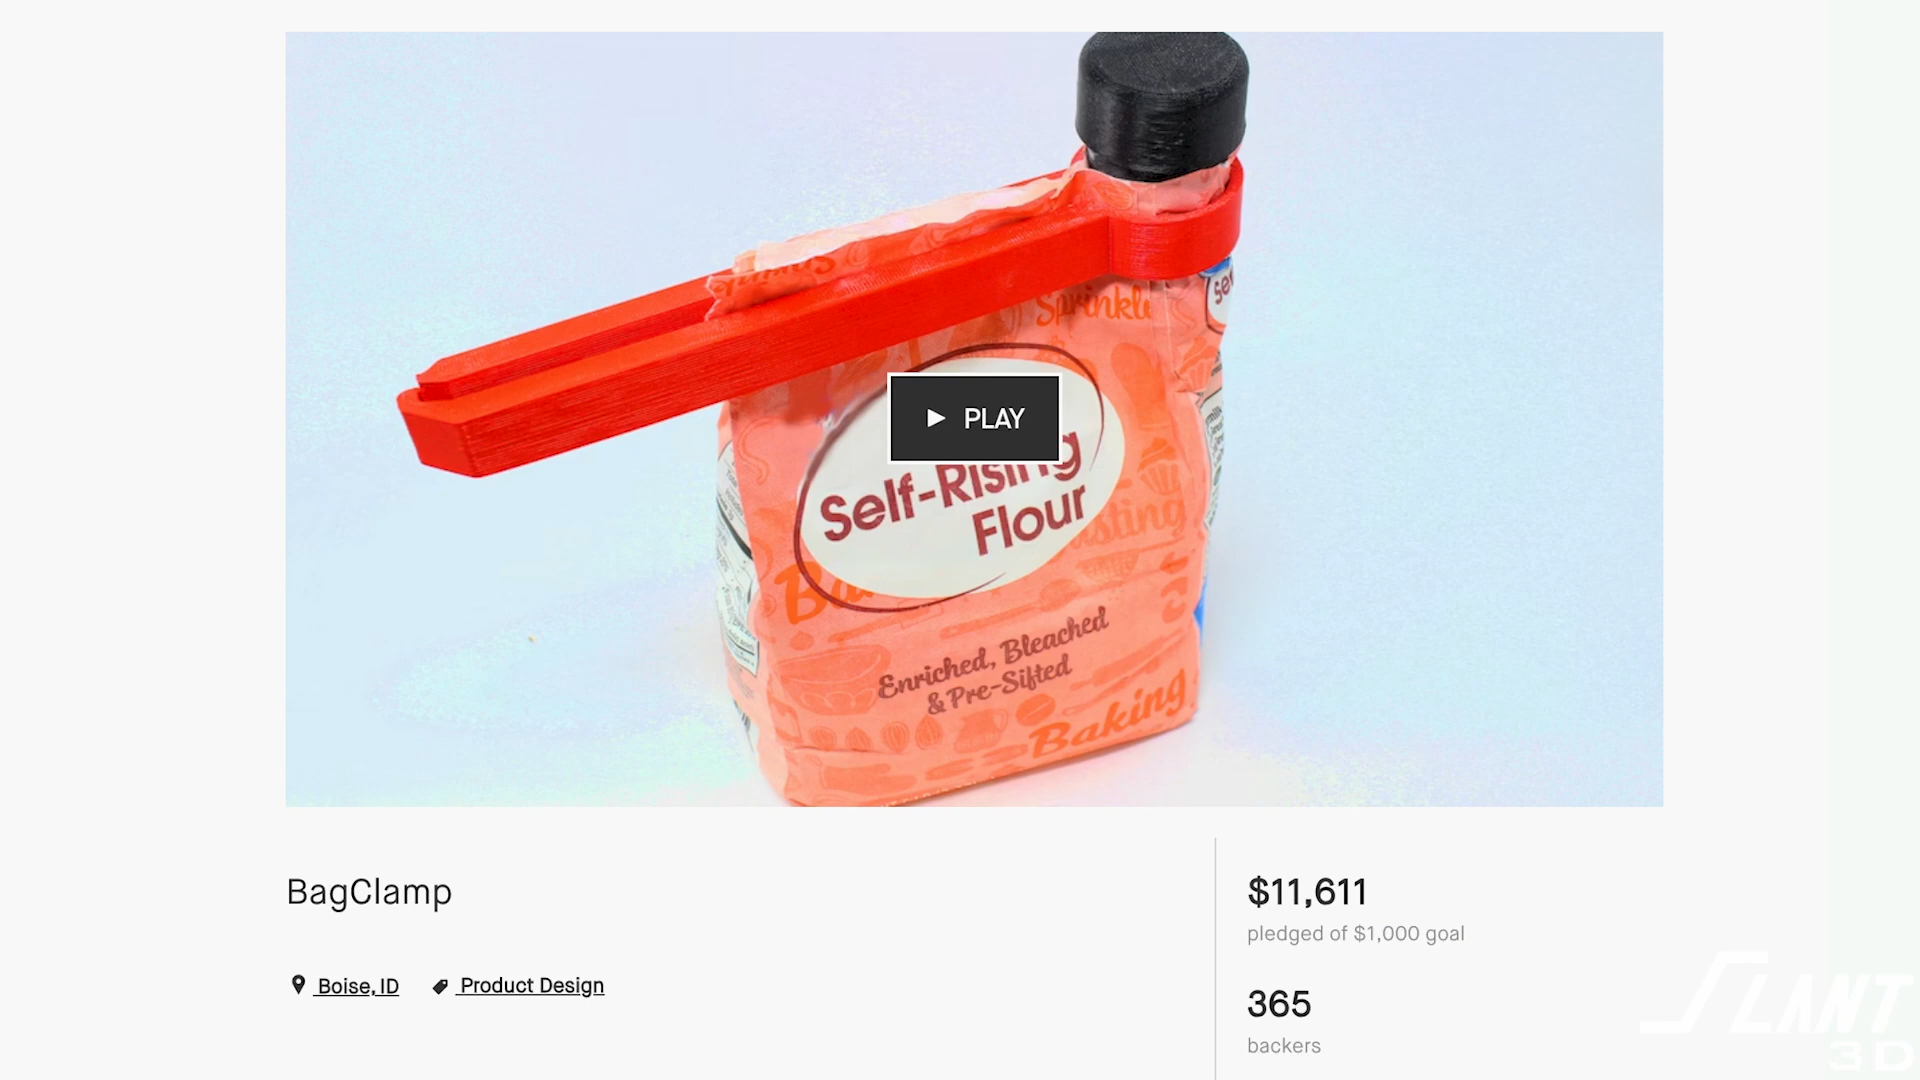 Sprinkle
PLAY
Self-Rising
Flour
Enriched, Bleached
& Pre-Sifted
Baking
BagClamp
$11,611
pledged of $1,000 goal
365
backers
Boise, ID
Product Design
SLANT
3D